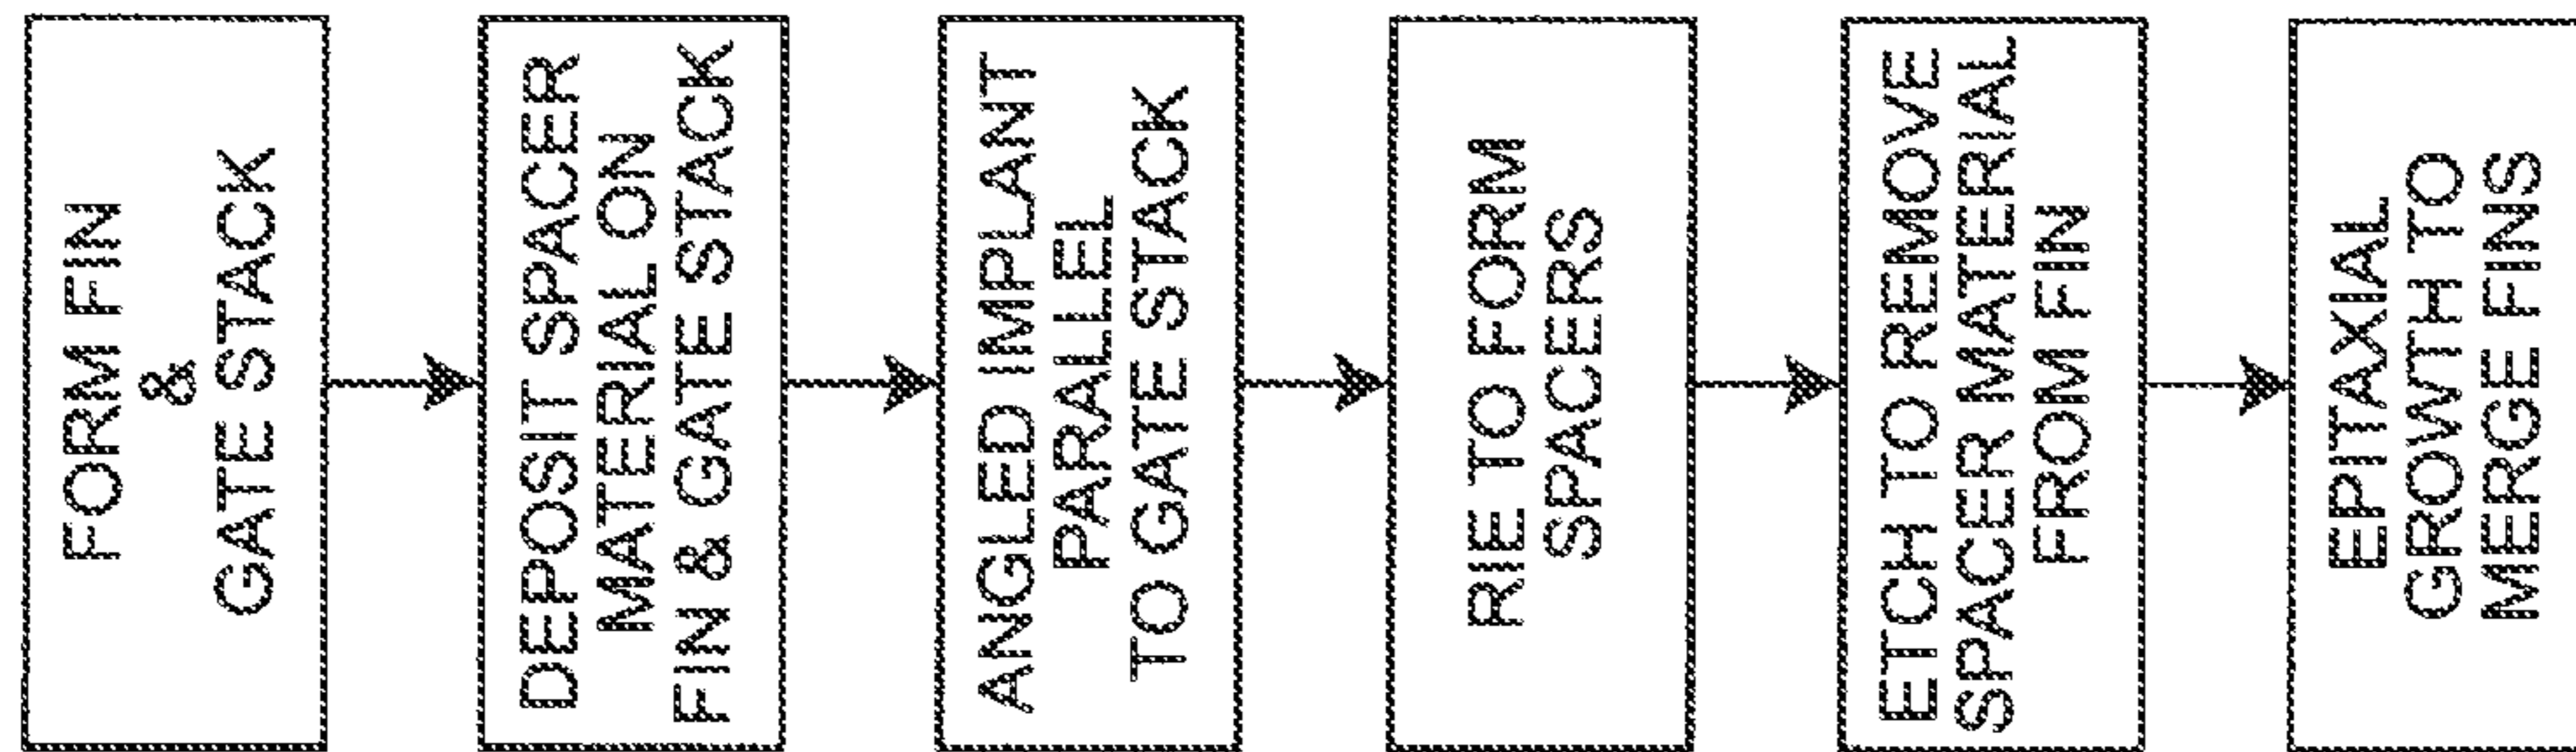 FORM FIN
&
GATE STACK
DEPOSIT SPACER
MATERIAL ON
FIN & GATE STACK
ANGLED IMPLANT
PARALLEL
TO GATE STACK
RIE TO FORM
SPACERS
ETCH TO REMOVE
SPACER MATERIAL
FROM FIN
EPITAXIAL
GROWTH TO
MERGE FINS